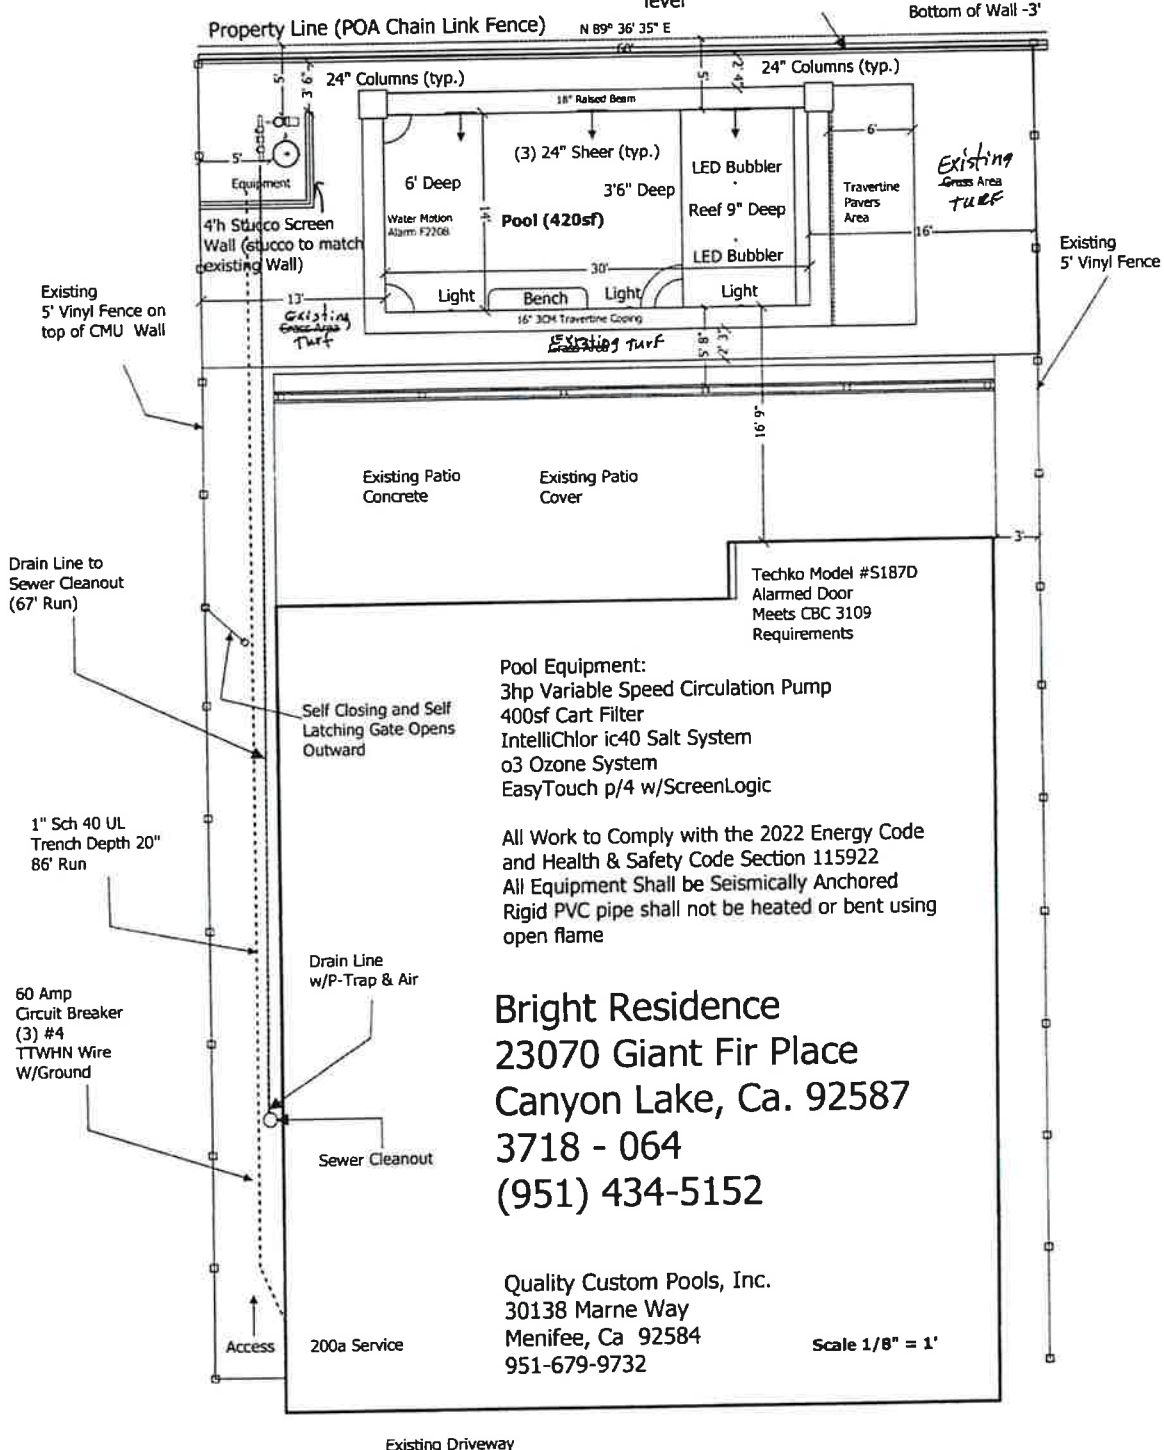 level
Bottom of Wall -3'
Property Line (POA Chain Link Fence)
N 89° 36' 35" E
60'
5'
3' 6"
24" Columns (typ.)
5'
2' 4"
24" Columns (typ.)
18" Raised Beam
6'
5'
Equipment
(3) 24" Sheer (typ.)
6' Deep
3'6" Deep
LED Bubbler
Reef 9" Deep
LED Bubbler
Travertine
Pavers
Area
Existing
Grass Area
TURF
Water Motion
Alarm F2208
14'
Pool (420sf)
16'
4'h Stucco Screen
Wall (stucco to match
existing Wall)
30'
Existing
5' Vinyl Fence
Existing
5' Vinyl Fence on
top of CMU Wall
13'
Light
Bench
Light
Light
Existing
Grass Area
Turf
16" 3CM Travertine Coping
Existing Turf
5' 8"
2' 3"
16' 9"
Existing Patio
Concrete
Existing Patio
Cover
3'
Drain Line to
Sewer Cleanout
(67' Run)
Techko Model #S187D
Alarmed Door
Meets CBC 3109
Requirements
Self Closing and Self
Latching Gate Opens
Outward
Pool Equipment:
3hp Variable Speed Circulation Pump
400sf Cart Filter
IntelliChlor ic40 Salt System
o3 Ozone System
EasyTouch p/4 w/ScreenLogic
1" Sch 40 UL
Trench Depth 20"
86' Run
All Work to Comply with the 2022 Energy Code
and Health & Safety Code Section 115922
All Equipment Shall be Seismically Anchored
Rigid PVC pipe shall not be heated or bent using
open flame
Drain Line
w/P-Trap & Air
60 Amp
Circuit Breaker
(3) #4
TTWHN Wire
W/Ground
Bright Residence
23070 Giant Fir Place
Canyon Lake, Ca. 92587
3718 - 064
(951) 434-5152
Sewer Cleanout
Quality Custom Pools, Inc.
30138 Marne Way
Menifee, Ca 92584
951-679-9732
Access
200a Service
Scale 1/8" = 1'
Existing Driveway